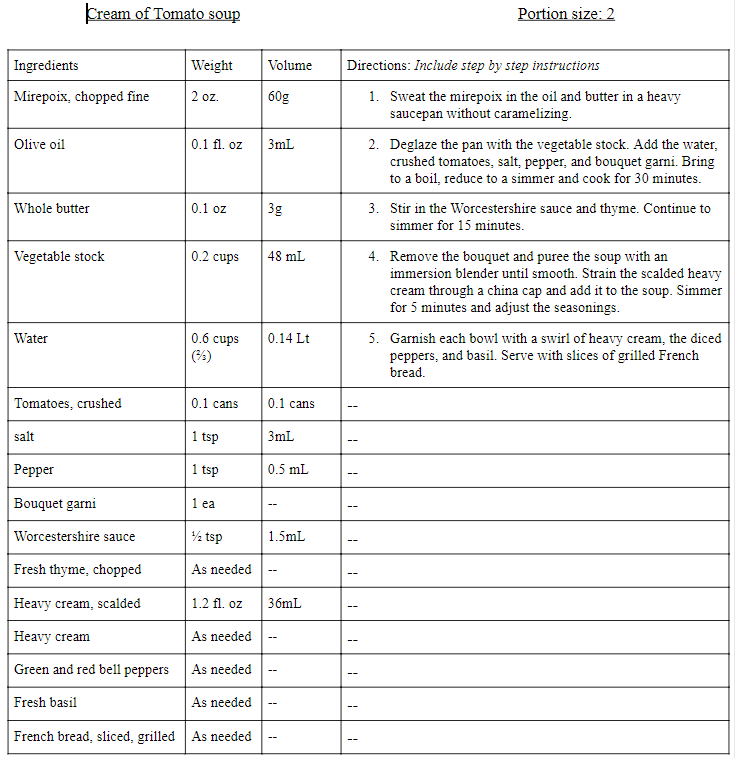 Cream of Tomato soup Portion size: 2
Ingredients Weight Volume Directions: Include step by step instructions
Mirepoix, chopped fine 2 oz. 60g 1. Sweat the mirepoix in the oil and butter in a heavy
saucepan without caramelizing.
Olive oil 0.1 fl. oz 3mL 2. Deglaze the pan with the vegetable stock. Add the water,
crushed tomatoes, salt, pepper, and bouquet garni. Bring
to a boil, reduce to a simmer and cook for 30 minutes.
Whole butter 0.1 oz 3g 3. Stir in the Worcestershire sauce and thyme. Continue to
simmer for 15 minutes.
Vegetable stock 0.2 cups 48 mL 4. Remove the bouquet and puree the soup with an
immersion blender until smooth. Strain the scalded heavy
cream through a china cap and add it to the soup. Simmer
for 5 minutes and adjust the seasonings.
Water 0.6 cups 0.14 Lt 5. Garnish each bowl with a swirl of heavy cream, the diced
(⅔) peppers, and basil. Serve with slices of grilled French
bread.
Tomatoes, crushed 0.1 cans 0.1 cans --
salt 1 tsp 3mL --
Pepper 1 tsp 0.5 mL --
Bouquet garni 1 ea -- --
Worcestershire sauce ½ tsp 1.5mL --
Fresh thyme, chopped As needed -- --
Heavy cream, scalded 1.2 fl. oz 36mL --
Heavy cream As needed -- --
Green and red bell peppers As needed -- --
Fresh basil As needed -- --
French bread, sliced, grilled As needed -- --